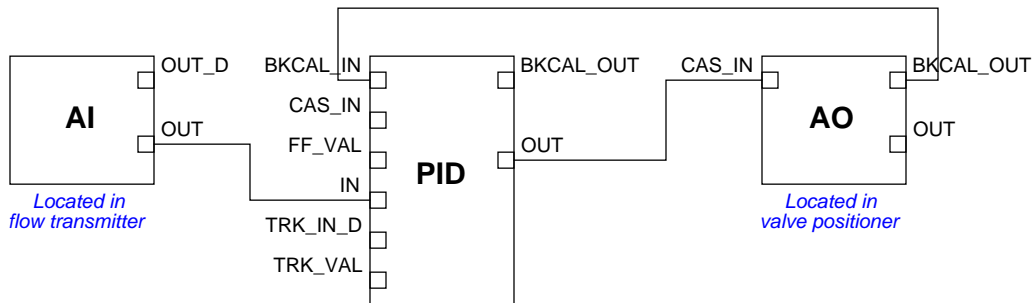 AI
OUT_D
OUT
Located in
flow transmitter
BKCAL_IN
CAS_IN
FF_VAL
IN
TRK_IN_D
TRK_VAL
PID
BKCAL_OUT
OUT
CAS_IN
AO
BKCAL_OUT
OUT
Located in
valve positioner